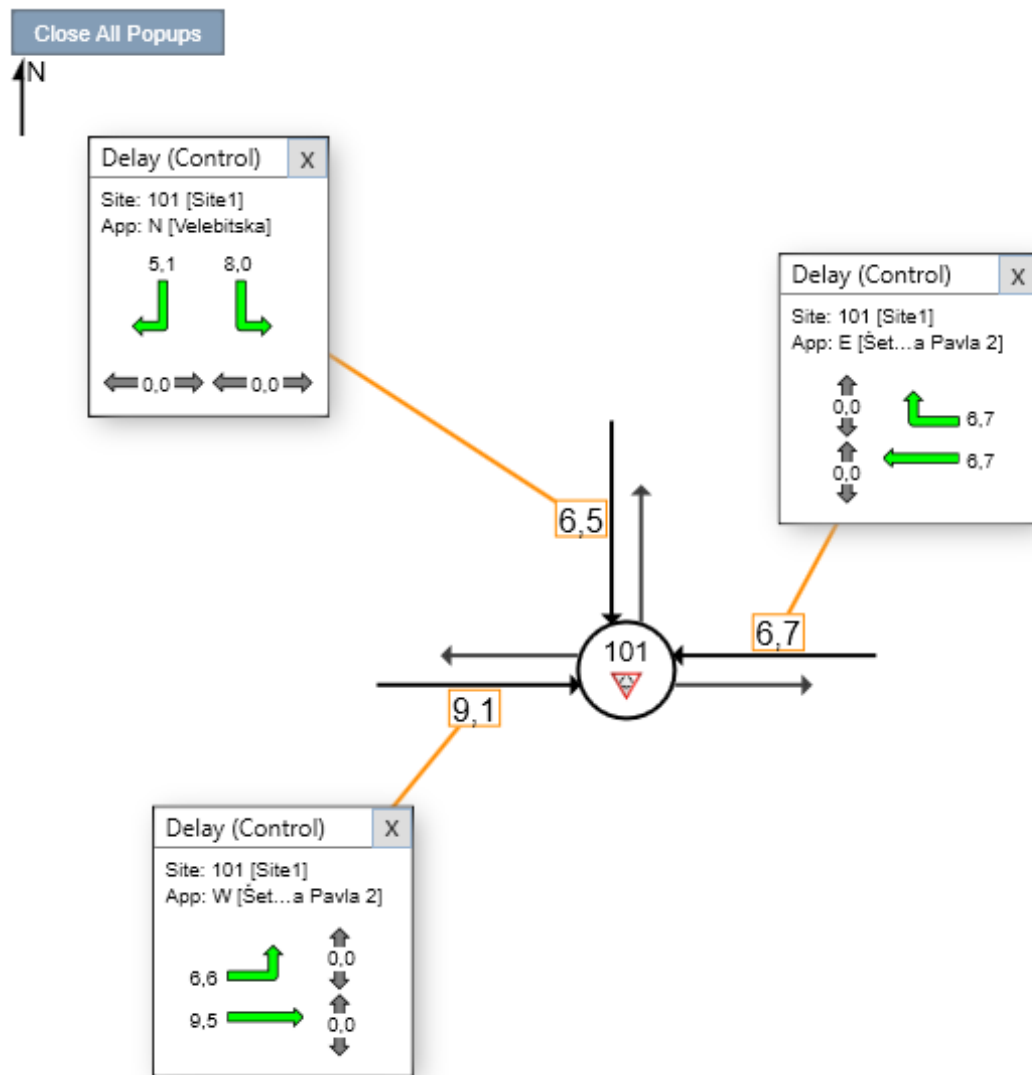 Close All Popups
N
Delay (Control) X
Site: 101 [Site1]
App: N [Velebitska]
5,1 8,0
0,0 0,0
Delay (Control) X
Site: 101 [Site1]
App: E [Šet...a Pavla 2]
0,0 6,7
0,0 6,7
6,5
6,7
101
9,1
Delay (Control) X
Site: 101 [Site1]
App: W [Šet...a Pavla 2]
6,6 0,0
9,5 0,0